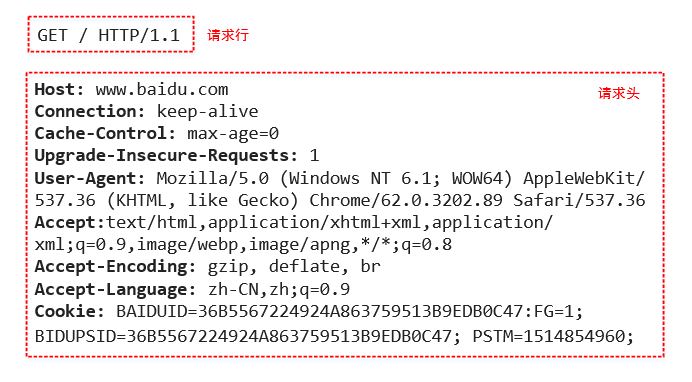 GET / HTTP/1.1 请求行
请求头
Host: www.baidu.com
Connection: keep-alive
Cache-Control: max-age=0
Upgrade-Insecure-Requests: 1
User-Agent: Mozilla/5.0 (Windows NT 6.1; WOW64) AppleWebKit/
537.36 (KHTML, like Gecko) Chrome/62.0.3202.89 Safari/537.36
Accept:text/html,application/xhtml+xml,application/
xml;q=0.9,image/webp,image/apng,*/*;q=0.8
Accept-Encoding: gzip, deflate, br
Accept-Language: zh-CN,zh;q=0.9
Cookie: BAIDUID=36B5567224924A863759513B9EDB0C47:FG=1;
BIDUPSID=36B5567224924A863759513B9EDB0C47; PSTM=1514854960;